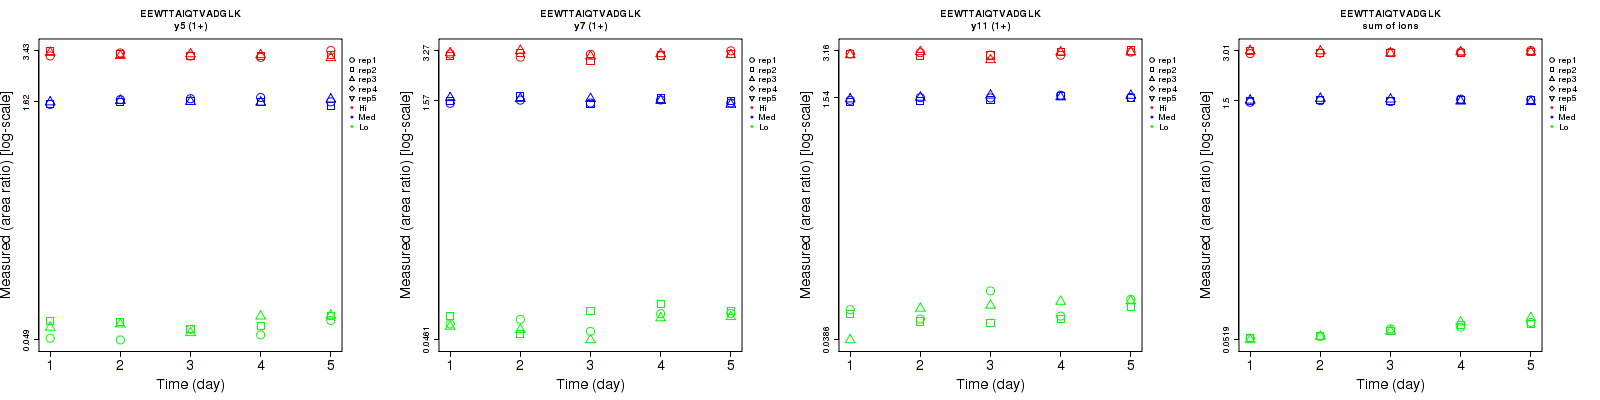 EEWTTAIQTVADGLK
y5 (1+)
Measured (area ratio) [log-scale]
3.43
1.62
0.049
1 2 3 4 5
Time (day)
rep1
rep2
rep3
rep4
rep5
Hi
Med
Lo
EEWTTAIQTVADGLK
y7 (1+)
Measured (area ratio) [log-scale]
3.27
1.57
0.0461
1 2 3 4 5
Time (day)
rep1
rep2
rep3
rep4
rep5
Hi
Med
Lo
EEWTTAIQTVADGLK
y11 (1+)
Measured (area ratio) [log-scale]
3.16
1.54
0.0386
1 2 3 4 5
Time (day)
rep1
rep2
rep3
rep4
rep5
Hi
Med
Lo
EEWTTAIQTVADGLK
sum of ions
Measured (area ratio) [log-scale]
3.01
1.5
0.0519
1 2 3 4 5
Time (day)
rep1
rep2
rep3
rep4
rep5
Hi
Med
Lo